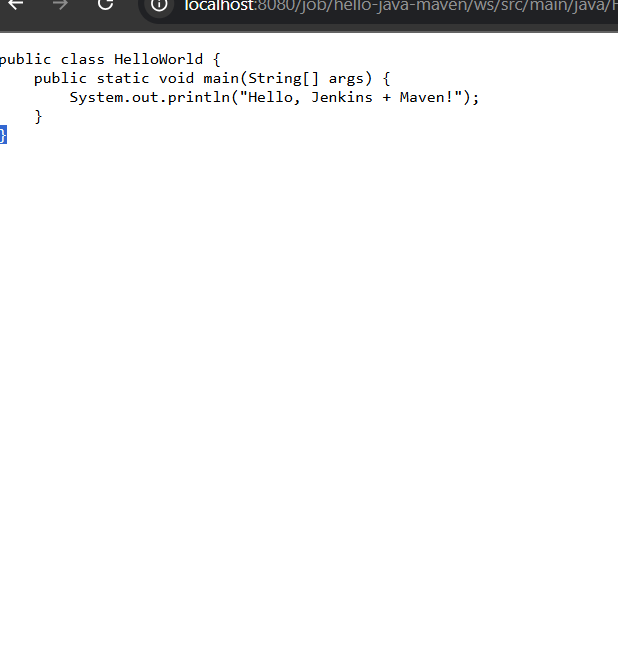 localhost:8080/job/hello-java-maven/ws/src/main/java/
public class HelloWorld {
    public static void main(String[] args) {
        System.out.println("Hello, Jenkins + Maven!");
    }
}